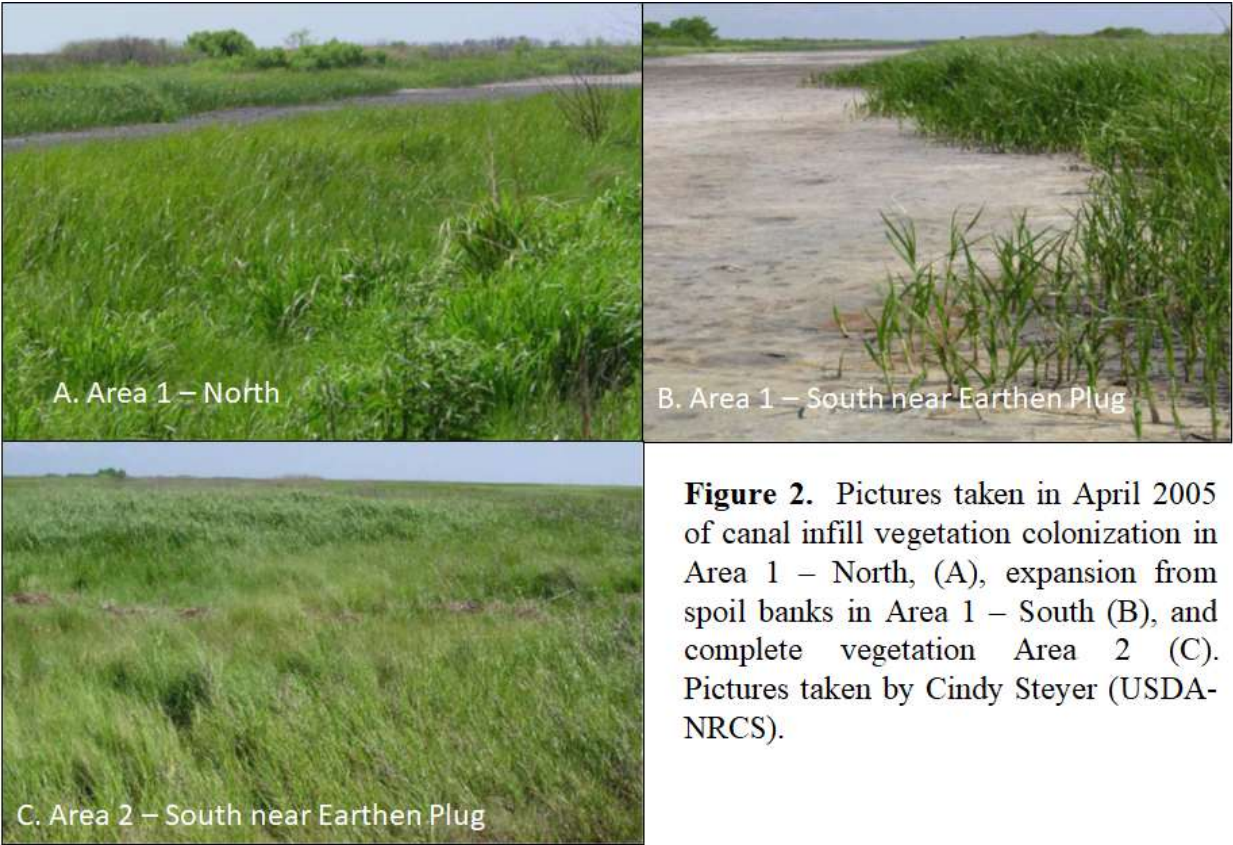 A. Area 1 – North
B. Area 1 – South near Earthen Plug
C. Area 2 – South near Earthen Plug
Figure 2. Pictures taken in April 2005
of canal infill vegetation colonization in
Area 1 – North, (A), expansion from
spoil banks in Area 1 – South (B), and
complete vegetation Area 2 (C).
Pictures taken by Cindy Steyer (USDA-
NRCS).